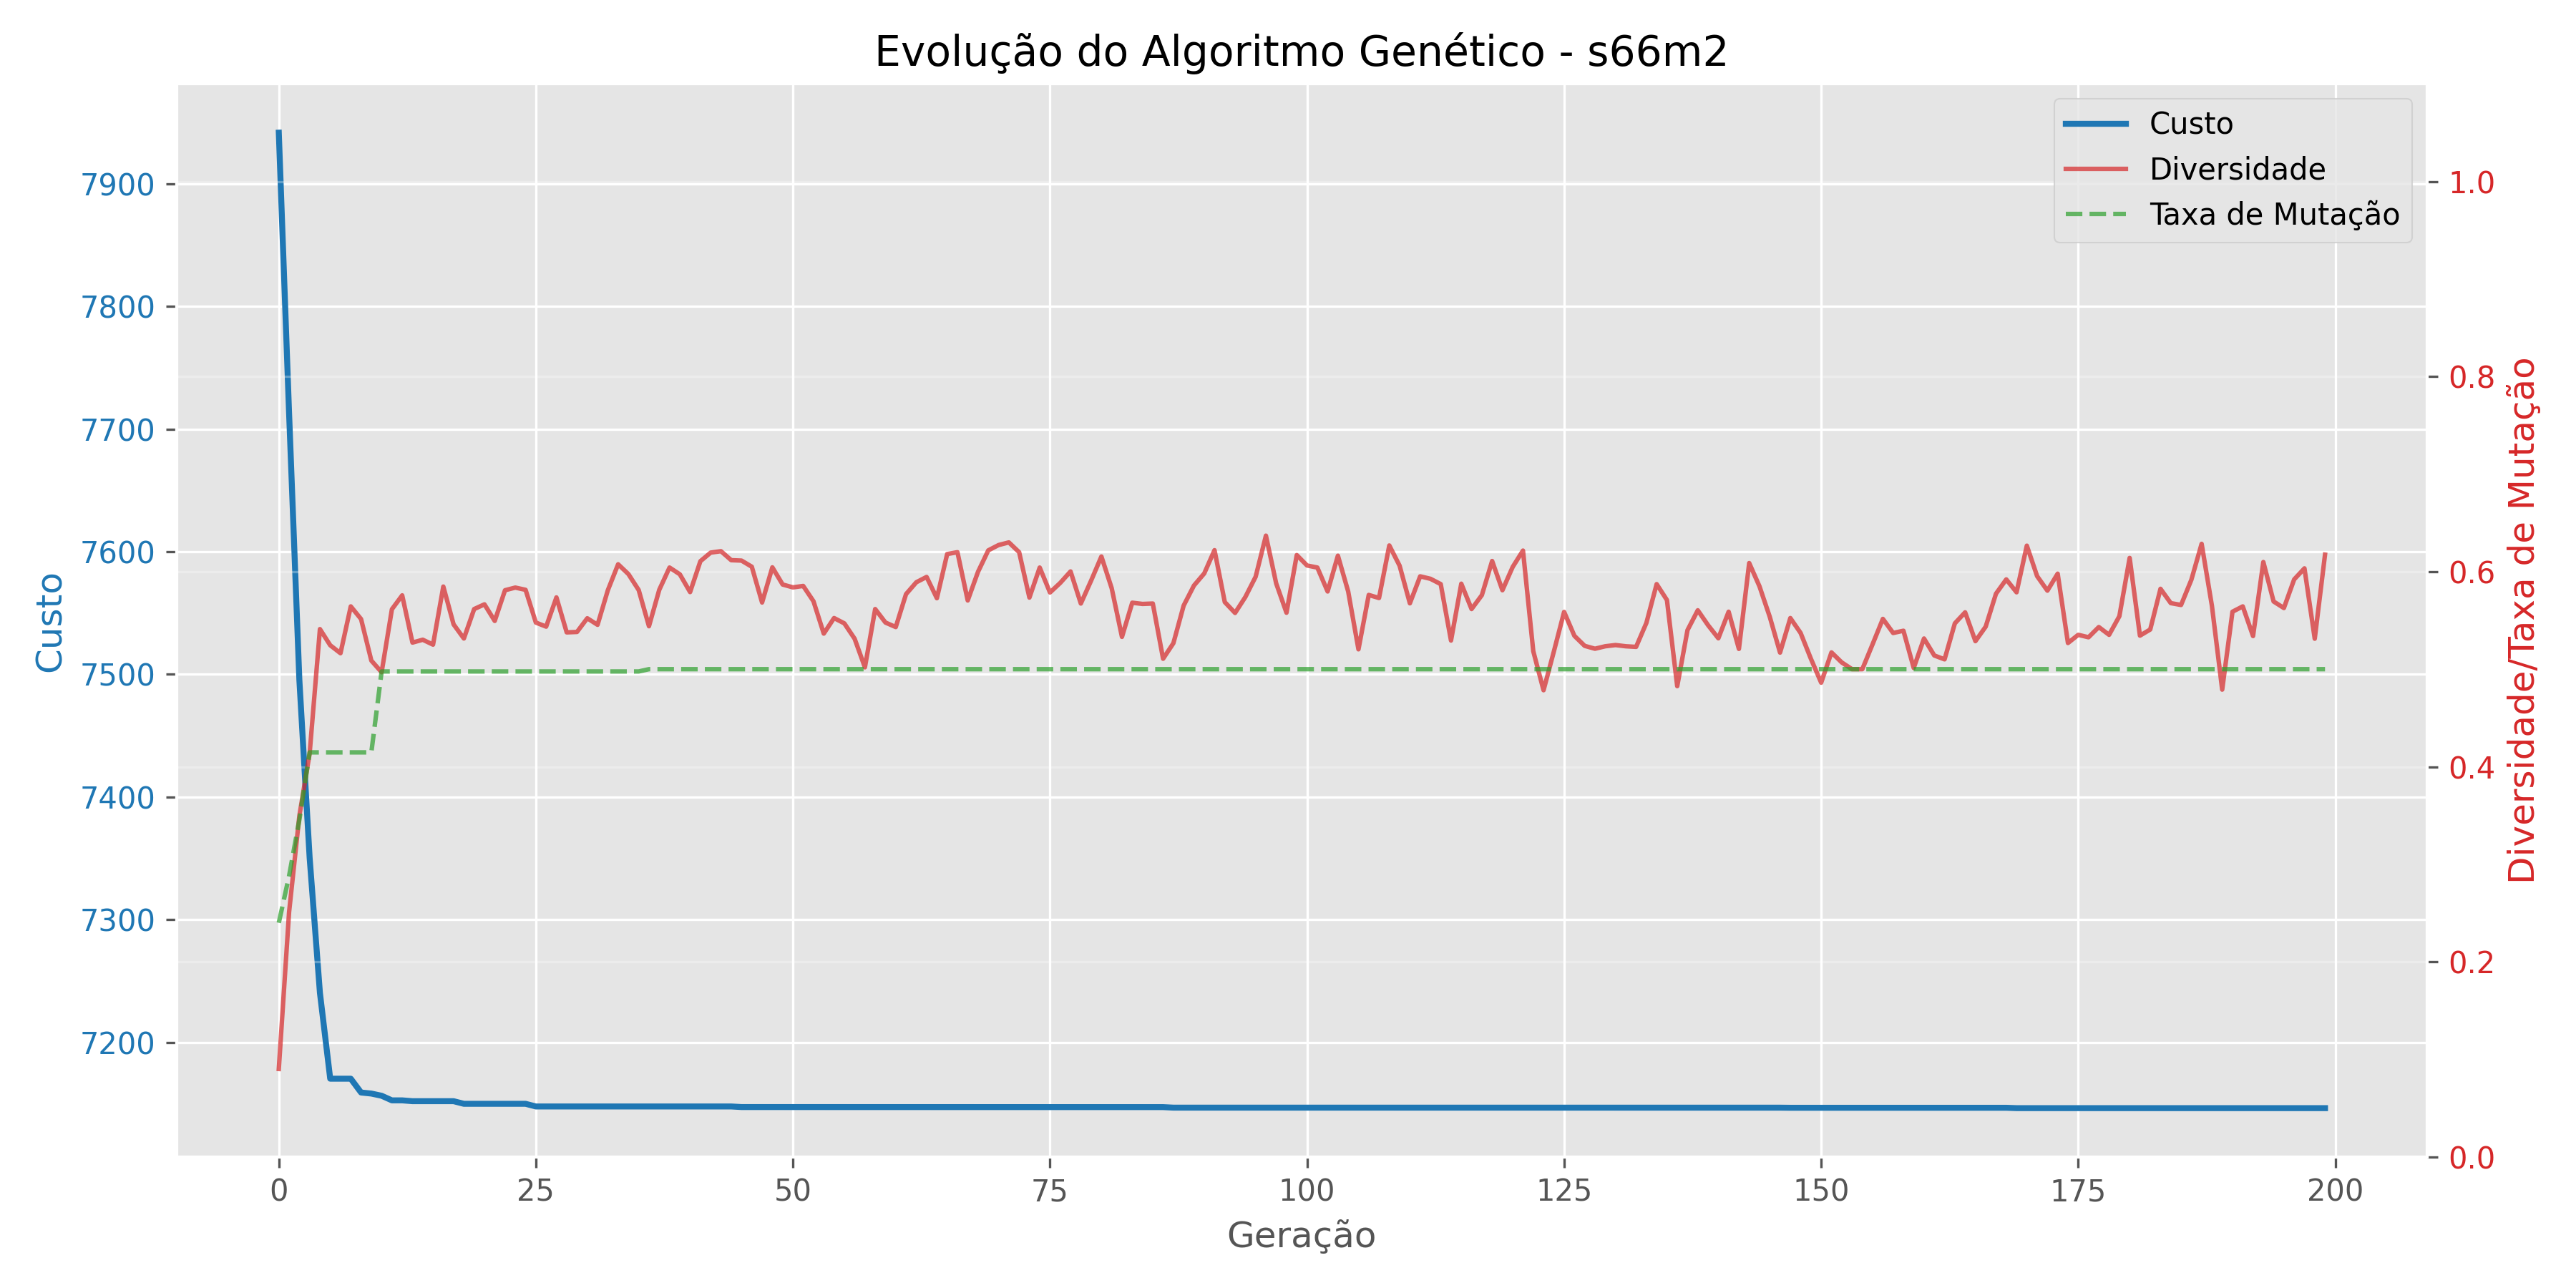 Evolução do Algoritmo Genético - s66m2
Custo
Diversidade
Taxa de Mutação
7900
7800
7700
7600
7500
7400
7300
7200
Custo
1.0
0.8
0.6
0.4
0.2
0.0
Diversidade/Taxa de Mutação
0 25 50 75 100 125 150 175 200
Geração